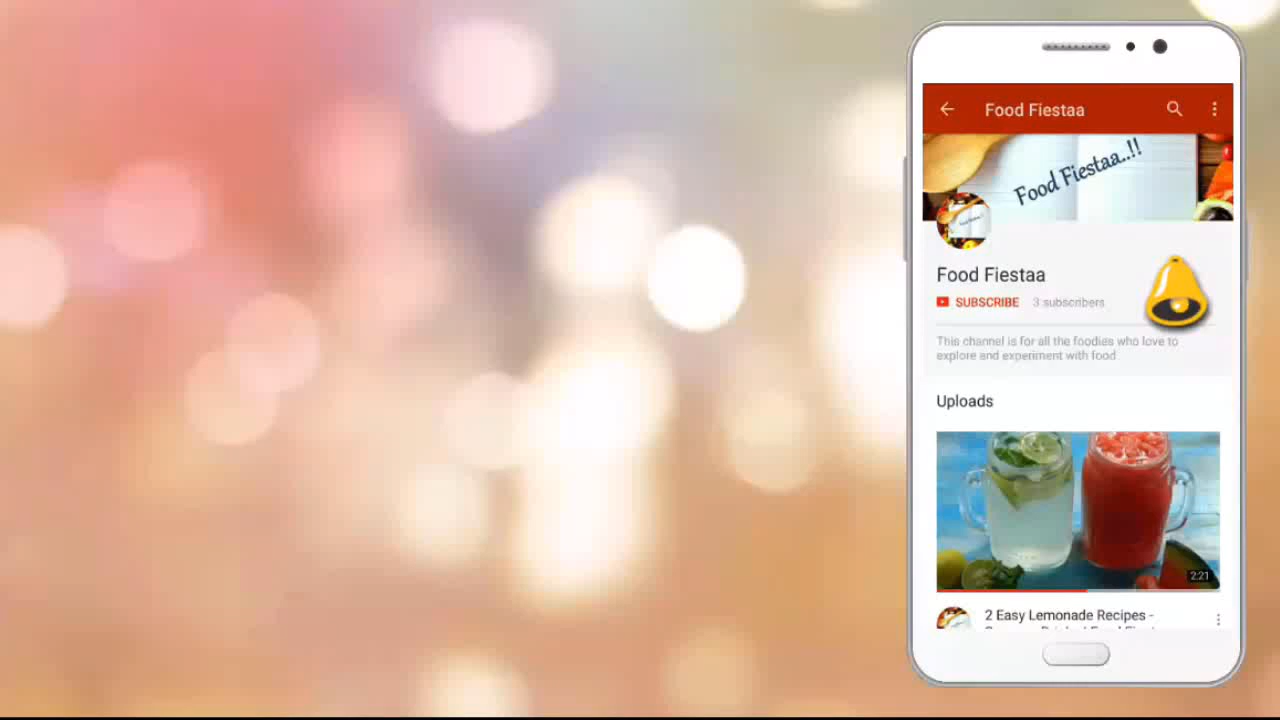 Food Fiestaa
Food Fiestaa..!!
Food Fiestaa
SUBSCRIBE 3 subscribers
This channel is for all the foodies who love to
explore and experiment with food
Uploads
2:21
2 Easy Lemonade Recipes -